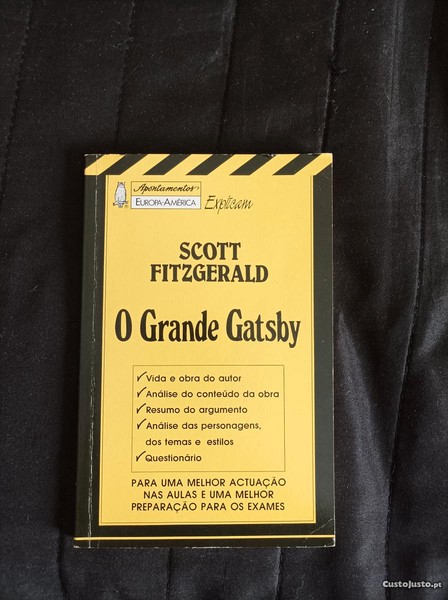 Apontamentos
EUROPA-AMÉRICA
Explicam
SCOTT
FITZGERALD
O Grande Gatsby
✓Vida e obra do autor
✓Análise do conteúdo da obra
✓Resumo do argumento
✓Análise das personagens,
dos temas e estilos
✓Questionário
PARA UMA MELHOR ACTUAÇÃO
NAS AULAS E UMA MELHOR
PREPARAÇÃO PARA OS EXAMES
CustoJusto.pt